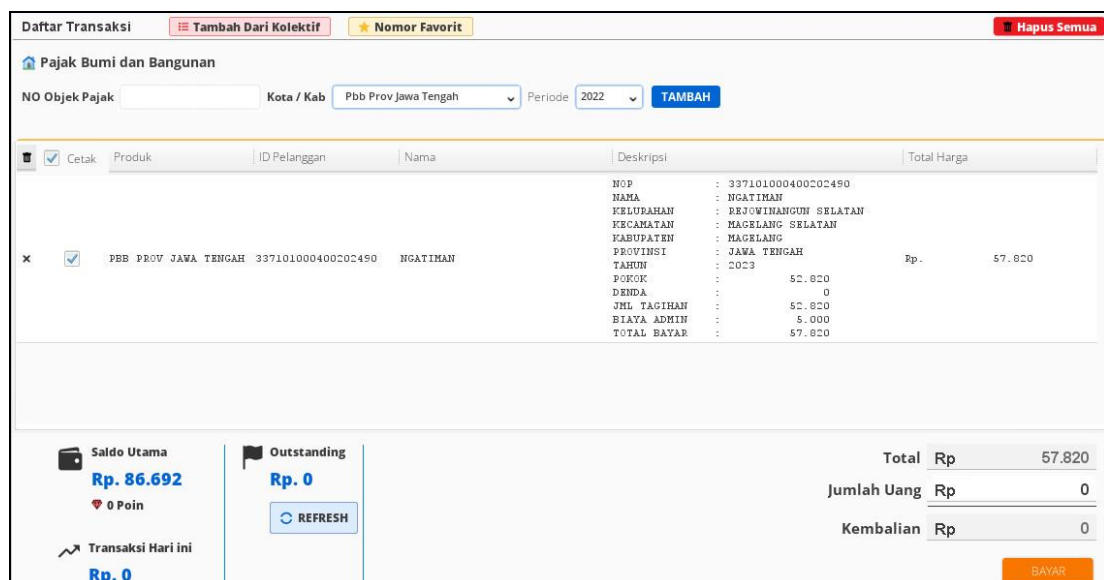 Daftar Transaksi Tambah Dari Kolektif Nomor Favorit Hapus Semua
Pajak Bumi dan Bangunan
NO Objek Pajak Kota / Kab Pbb Prov Jawa Tengah Periode 2022 TAMBAH
Cetak Produk ID Pelanggan Nama Deskripsi Total Harga
NOP : 337101000400202490
NAMA : NGATIMAN
KELURAHAN : REJOWINANGUN SELATAN
KECAMATAN : MAGELANG SELATAN
KABUPATEN : MAGELANG
PROVINSI : JAWA TENGAH
PBB PROV JAWA TENGAH 337101000400202490 NGATIMAN Rp. 57.820
TAHUN : 2023
POKOK : 52.820
DENDA : 0
JML TAGIHAN : 52.820
BIAYA ADMIN : 5.000
TOTAL BAYAR : 57.820
Saldo Utama Outstanding Total Rp 57.820
Rp. 86.692 Rp. 0
0 Poin Jumlah Uang Rp 0
REFRESH
Kembalian Rp 0
Transaksi Hari ini
Rp. 0 BAYAR